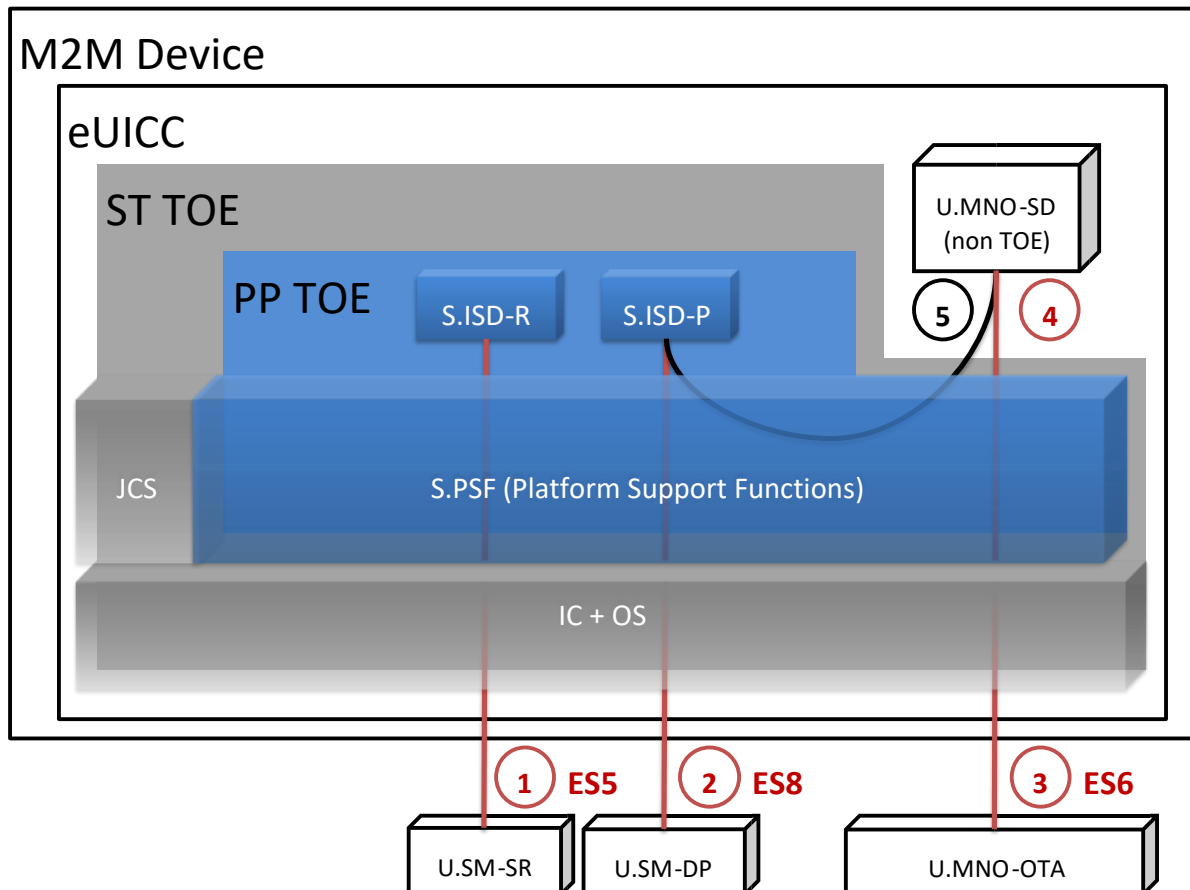 M2M Device
eUICC
ST TOE
U.MNO-SD
(non TOE)
PP TOE
S.ISD-R
S.ISD-P
5
4
JCS
S.PSF (Platform Support Functions)
IC + OS
1
ES5
2
ES8
3
ES6
U.SM-SR
U.SM-DP
U.MNO-OTA